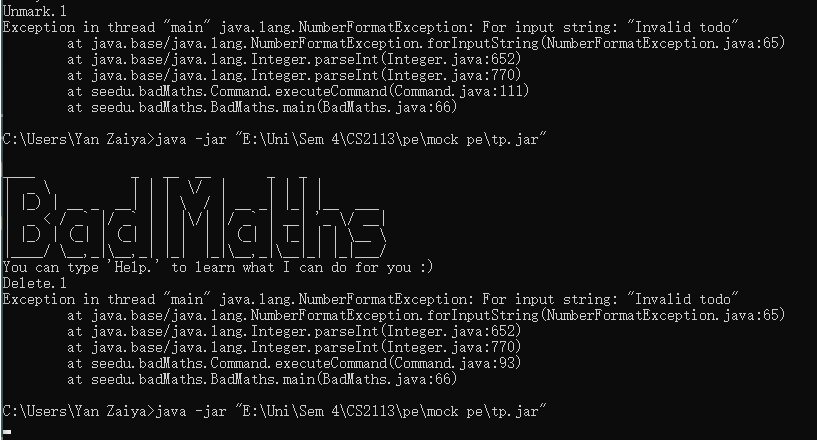 Unmark.1
Exception in thread "main" java.lang.NumberFormatException: For input string: "Invalid todo"
at java.base/java.lang.NumberFormatException.forInputString(NumberFormatException.java:65)
at java.base/java.lang.Integer.parseInt(Integer.java:652)
at java.base/java.lang.Integer.parseInt(Integer.java:770)
at seedu.badMaths.Command.executeCommand(Command.java:111)
at seedu.badMaths.BadMaths.main(BadMaths.java:66)
C:\Users\Yan Zaiya>java -jar "E:\Uni\Sem 4\CS2113\pe\mock pe\tp.jar"
BadMaths
You can type 'Help.' to learn what I can do for you :)
Delete.1
Exception in thread "main" java.lang.NumberFormatException: For input string: "Invalid todo"
at java.base/java.lang.NumberFormatException.forInputString(NumberFormatException.java:65)
at java.base/java.lang.Integer.parseInt(Integer.java:652)
at java.base/java.lang.Integer.parseInt(Integer.java:770)
at seedu.badMaths.Command.executeCommand(Command.java:93)
at seedu.badMaths.BadMaths.main(BadMaths.java:66)
C:\Users\Yan Zaiya>java -jar "E:\Uni\Sem 4\CS2113\pe\mock pe\tp.jar"